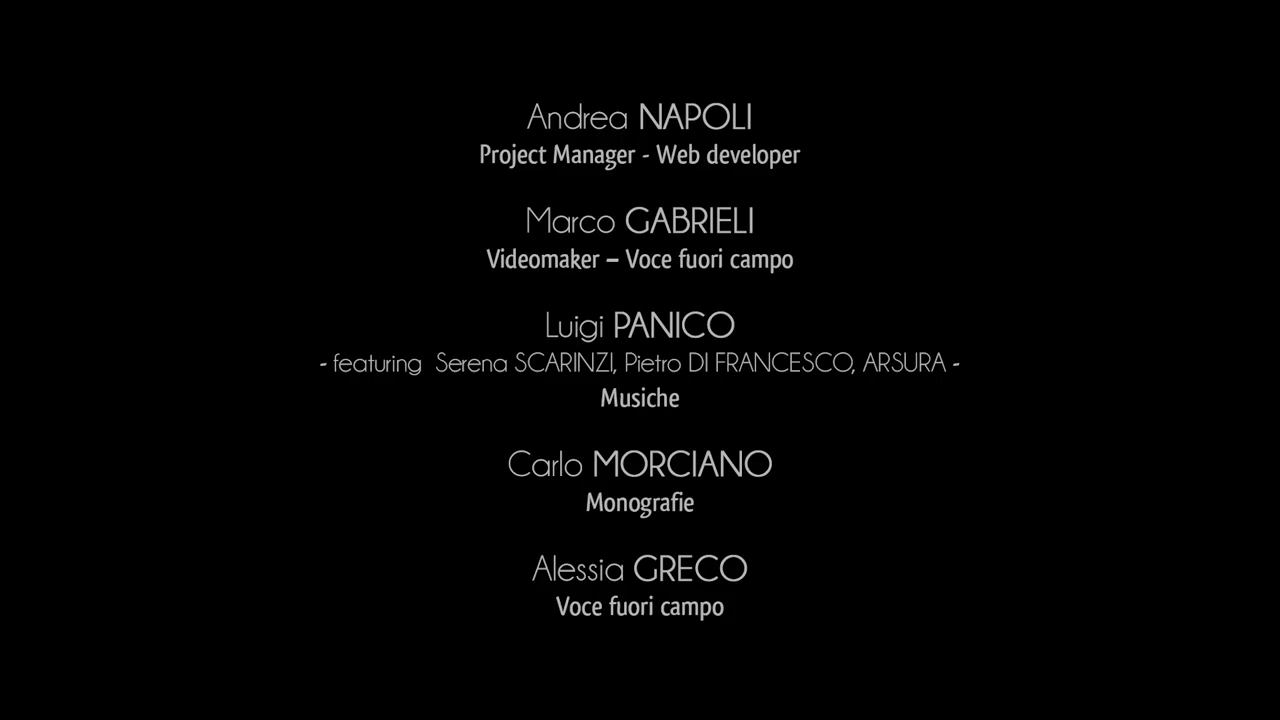 Andrea NAPOLI
Project Manager - Web developer
Marco GABRIELI
Videomaker – Voce fuori campo
Luigi PANICO
- featuring Serena SCARINZI, Pietro DI FRANCESCO, ARSURA -
Musiche
Carlo MORCIANO
Monografie
Alessia GRECO
Voce fuori campo